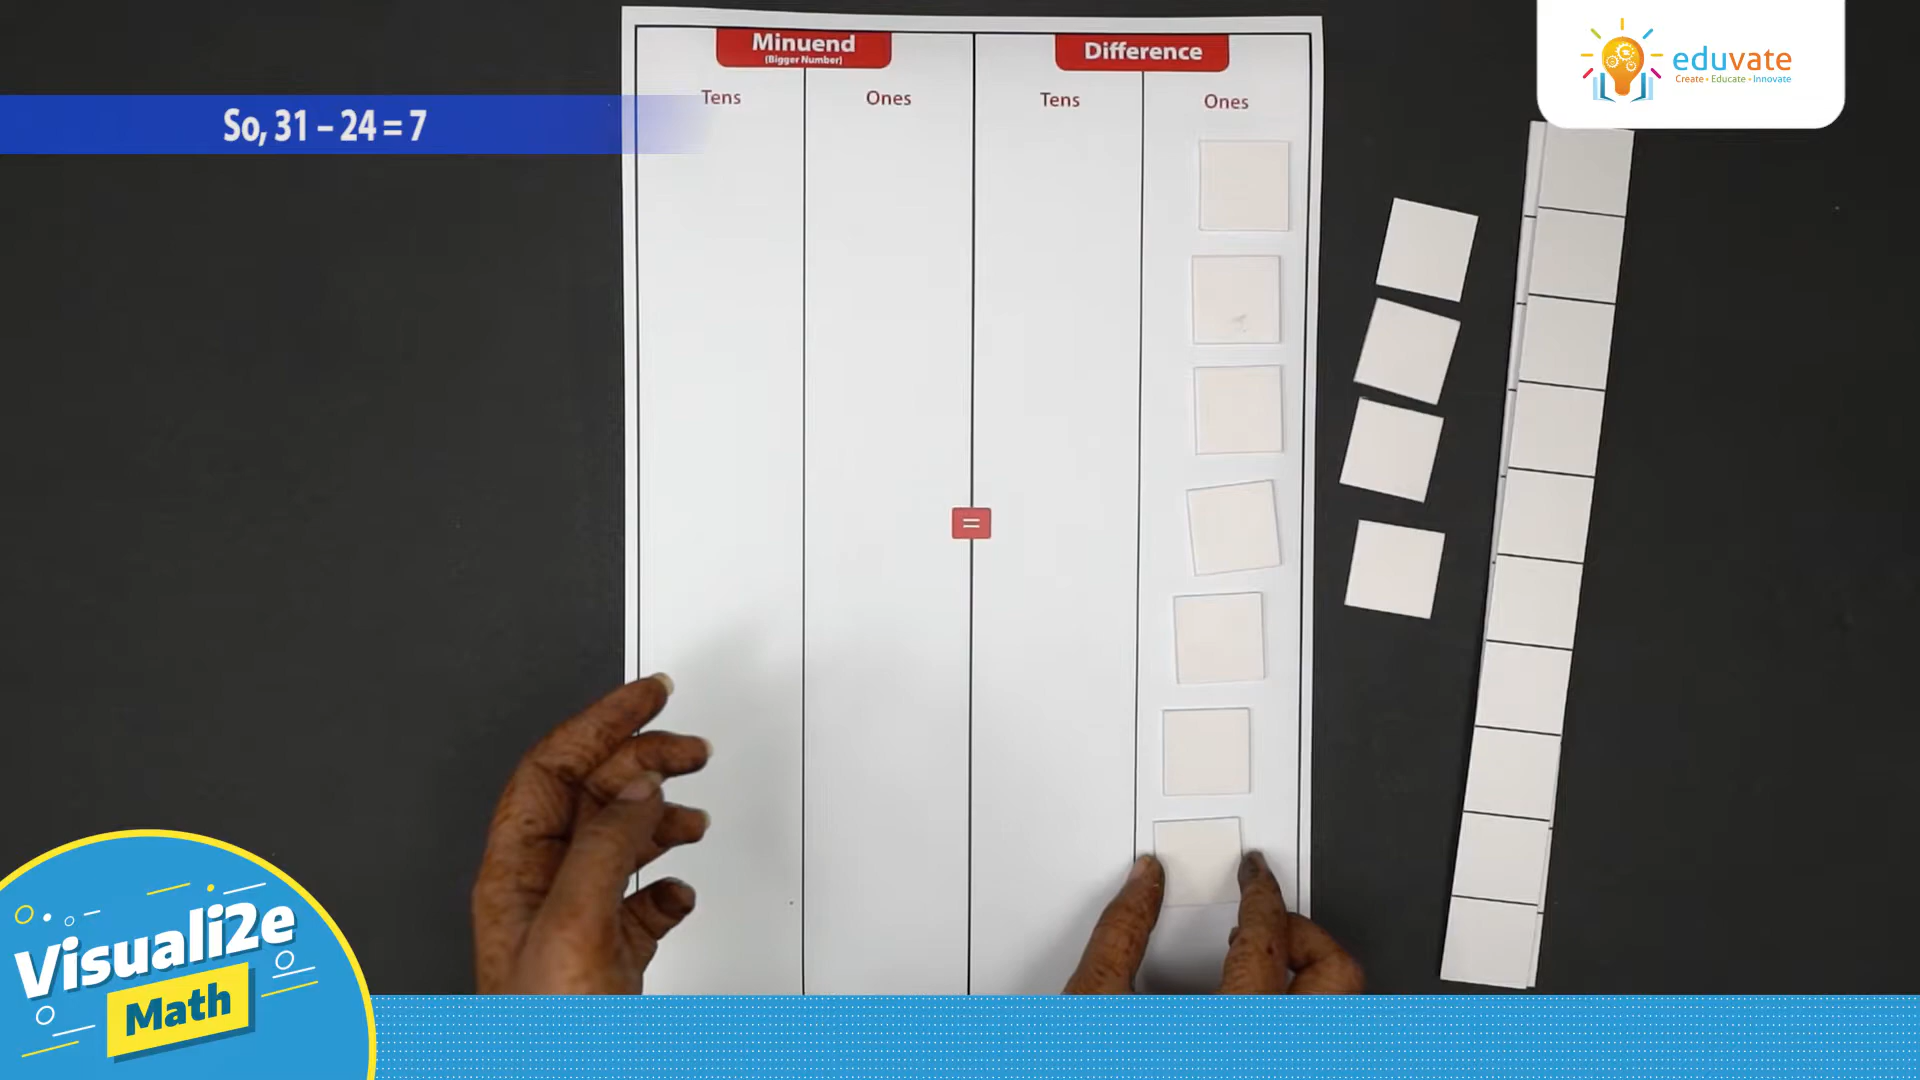 Minuend
(Bigger Number)
Difference
Tens
Ones
Tens
Ones
So, 31 – 24 = 7
=
eduvate
Create • Educate • Innovate
Visuali2e
Math